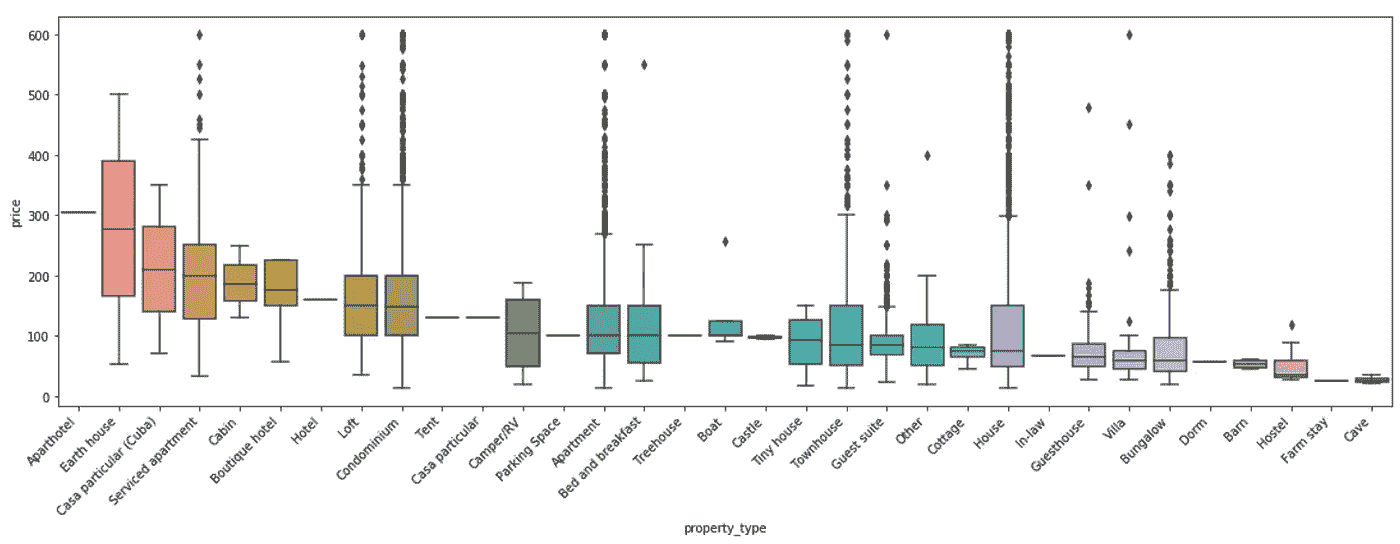 600
500
400
300
200
100
0
price
Aparthotel
Earth house
Casa particular (Cuba)
Serviced apartment
Cabin
Boutique hotel
Hotel
Loft
Condominium
Tent
Casa particular
Camper/RV
Parking Space
Apartment
Bed and breakfast
Treehouse
Boat
Castle
Tiny house
Townhouse
Guest suite
Other
Cottage
House
In-law
Guesthouse
Villa
Bungalow
Dorm
Barn
Hostel
Farm stay
Cave
property_type